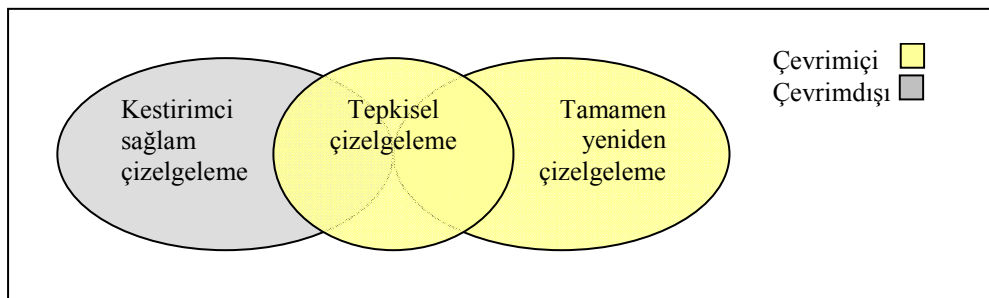 Kestirimci
sağlam
çizelgeleme
Tepkisel
çizelgeleme
Tamamen
yeniden
çizelgeleme
Çevrimiçi
Çevrimdışı